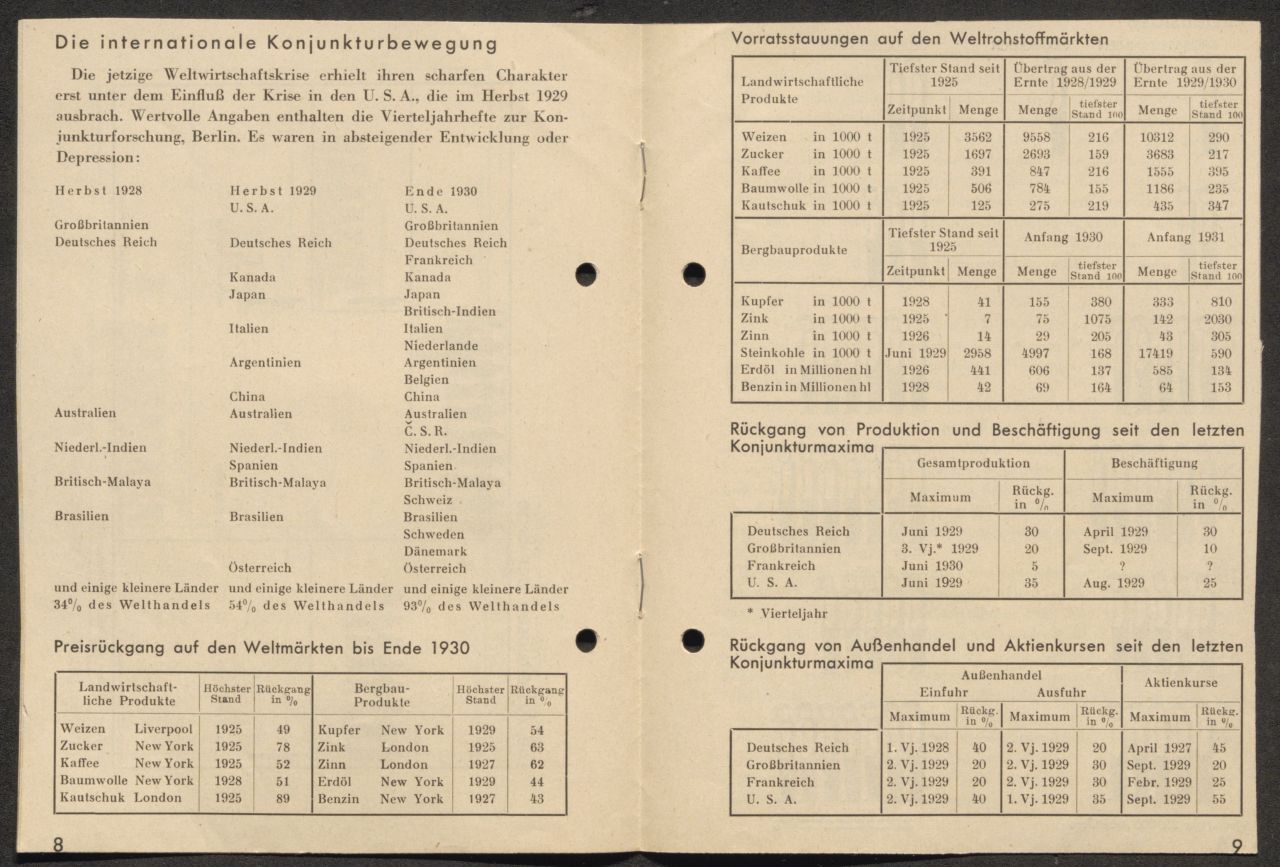 Die internationale Konjunkturbewegung
Die jetzige Weltwirtschaftskrise erhielt ihren scharfen Charakter
erst unter dem Einfluß der Krise in den U. S. A., die im Herbst 1929
ausbrach. Wertvolle Angaben enthalten die Vierteljahrhefte zur Kon-
junkturforschung, Berlin. Es waren in absteigender Entwicklung oder
Depression:
Herbst 1928 Herbst 1929 Ende 1930
U. S. A. U. S. A.
Großbritannien Großbritannien
Deutsches Reich Deutsches Reich Deutsches Reich
Frankreich
Kanada Kanada
Japan Japan
Britisch-Indien
Italien Italien
Niederlande
Argentinien Argentinien
Belgien
China China
Australien Australien Australien
Č. S. R.
Niederl.-Indien Niederl.-Indien Niederl.-Indien
Spanien Spanien
Britisch-Malaya Britisch-Malaya Britisch-Malaya
Schweiz
Brasilien Brasilien Brasilien
Schweden
Dänemark
Österreich Österreich
und einige kleinere Länder und einige kleinere Länder und einige kleinere Länder
34% des Welthandels 54% des Welthandels 93% des Welthandels
Preisrückgang auf den Weltmärkten bis Ende 1930
Landwirtschaft- Höchster Rückgang Bergbau- Höchster Rückgang
liche Produkte Stand in % Produkte Stand in %
Weizen Liverpool 1925 49 Kupfer New York 1929 54
Zucker New York 1925 78 Zink London 1925 63
Kaffee New York 1925 52 Zinn London 1927 62
Baumwolle New York 1928 51 Erdöl New York 1929 44
Kautschuk London 1925 89 Benzin New York 1927 43
8
Vorratsstauungen auf den Weltrohstoffmärkten
Landwirtschaftliche Tiefster Stand seit Übertrag aus der Übertrag aus der
Produkte 1925 Ernte 1928/1929 Ernte 1929/1930
Zeitpunkt Menge Menge tiefster Menge tiefster
Stand 100 Stand 100
Weizen in 1000 t 1925 3562 9558 216 10312 290
Zucker in 1000 t 1925 1697 2693 159 3683 217
Kaffee in 1000 t 1925 391 847 216 1555 395
Baumwolle in 1000 t 1925 506 784 155 1186 235
Kautschuk in 1000 t 1925 125 275 219 435 347
Bergbauprodukte Tiefster Stand seit Anfang 1930 Anfang 1931
1925
Zeitpunkt Menge Menge tiefster Menge tiefster
Stand 100 Stand 100
Kupfer in 1000 t 1928 41 155 380 333 810
Zink in 1000 t 1925 7 75 1075 142 2030
Zinn in 1000 t 1926 14 29 205 43 305
Steinkohle in 1000 t Juni 1929 2958 4997 168 17419 590
Erdöl in Millionen hl 1926 441 606 137 585 134
Benzin in Millionen hl 1928 42 69 164 64 153
Rückgang von Produktion und Beschäftigung seit den letzten
Konjunkturmaxima
Gesamtproduktion Beschäftigung
Maximum Rückg. Maximum Rückg.
in % in %
Deutsches Reich Juni 1929 30 April 1929 30
Großbritannien 3. Vj.* 1929 20 Sept. 1929 10
Frankreich Juni 1930 5 ? ?
U. S. A. Juni 1929 35 Aug. 1929 25
* Vierteljahr
Rückgang von Außenhandel und Aktienkursen seit den letzten
Konjunkturmaxima
Außenhandel Aktienkurse
Einfuhr Ausfuhr
Maximum Rückg. Maximum Rückg. Maximum Rückg.
in % in % in %
Deutsches Reich 1. Vj. 1928 40 2. Vj. 1929 20 April 1927 45
Großbritannien 2. Vj. 1929 20 2. Vj. 1929 30 Sept. 1929 20
Frankreich 2. Vj. 1929 20 2. Vj. 1929 30 Febr. 1929 25
U. S. A. 2. Vj. 1929 40 1. Vj. 1929 35 Sept. 1929 55
9